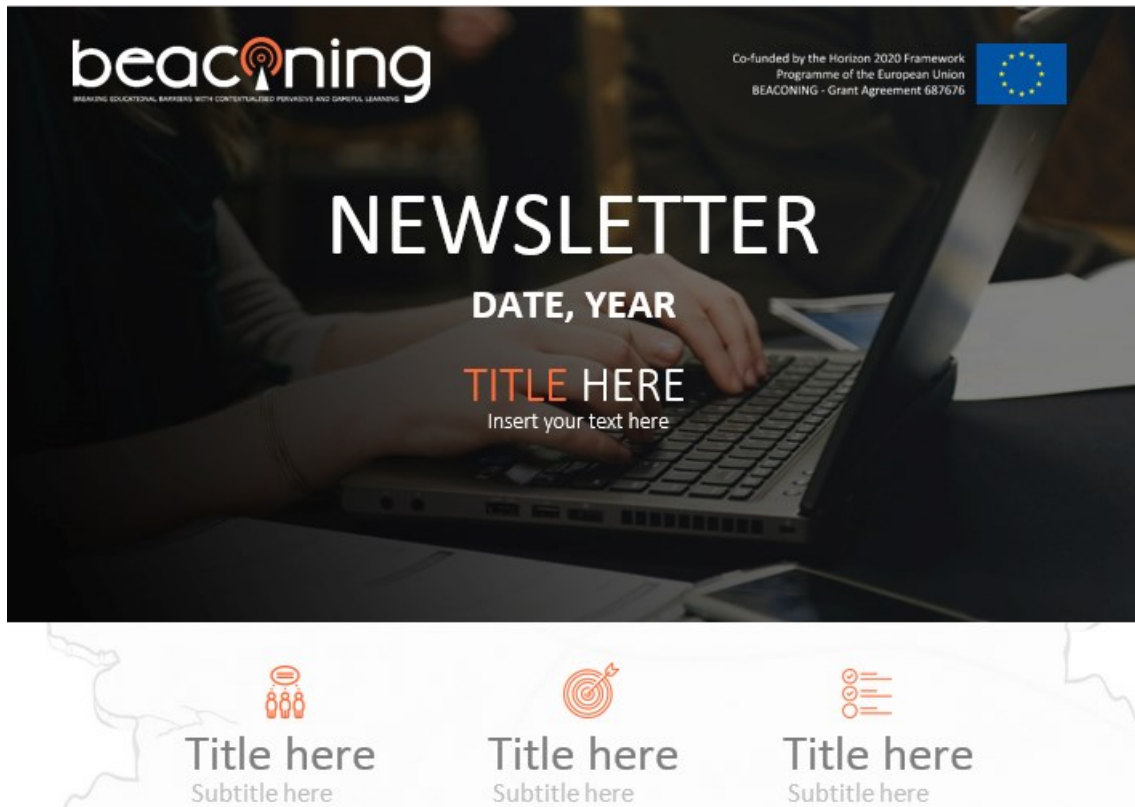 beaconing
BREAKING EDUCATIONAL BARRIERS WITH CONTEXTUALISED PERVASIVE AND GAMEFUL LEARNING
Co-funded by the Horizon 2020 Framework
Programme of the European Union
BEACONING - Grant Agreement 687676
NEWSLETTER
DATE, YEAR
TITLE HERE
Insert your text here
Title here
Title here
Title here
Subtitle here
Subtitle here
Subtitle here